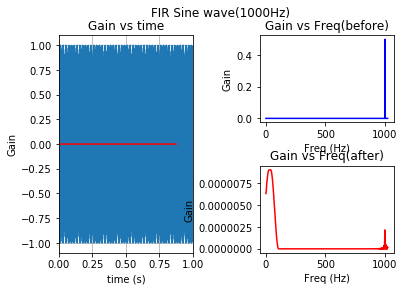 FIR Sine wave(1000Hz)
Gain vs time
Gain
1.00
0.75
0.50
0.25
0.00
−0.25
−0.50
−0.75
−1.00
0.00 0.25 0.50 0.75 1.00
time (s)
Gain vs Freq(before)
Gain
0.4
0.2
0.0
0 500 1000
Freq (Hz)
Gain vs Freq(after)
Gain
0.0000075
0.0000050
0.0000025
0.0000000
0 500 1000
Freq (Hz)